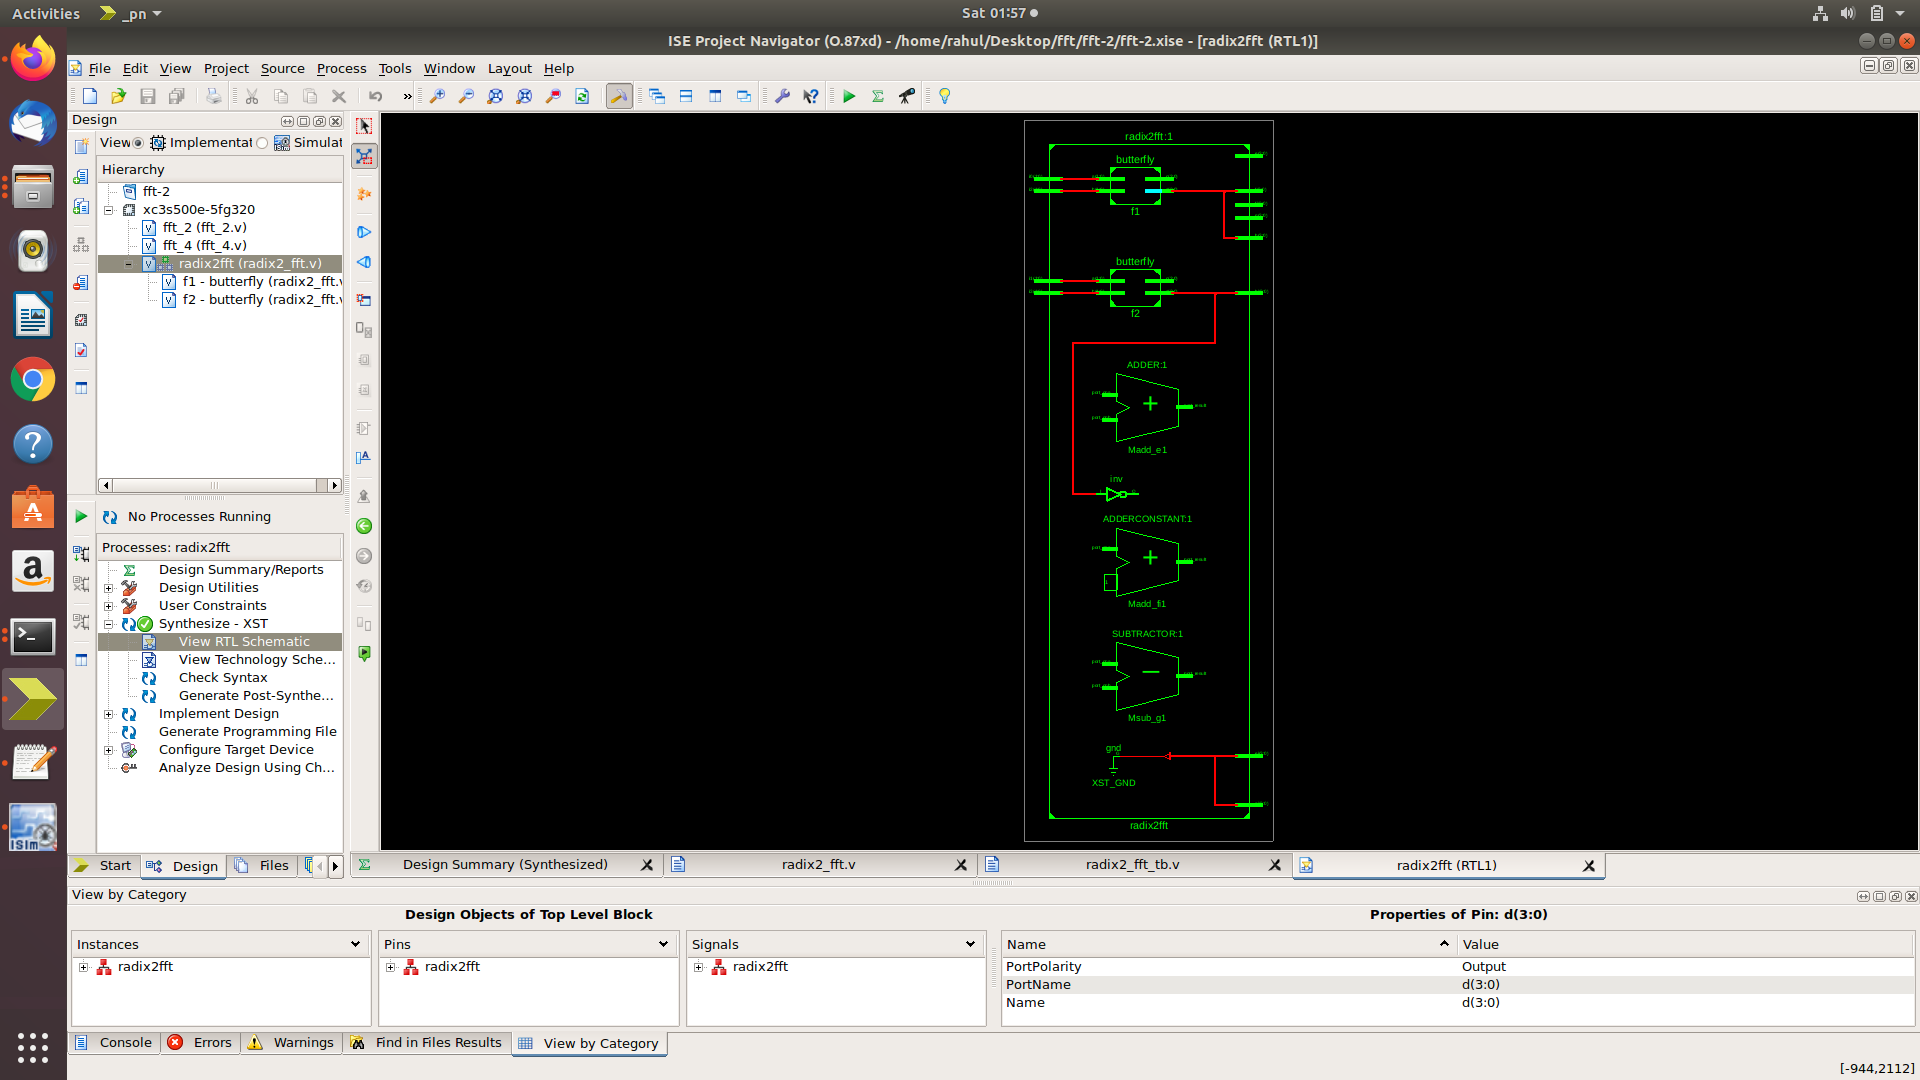 Activities
_pn
Sat 01:57
ISE Project Navigator (O.87xd) - /home/rahul/Desktop/fft/fft-2/fft-2.xise - [radix2fft (RTL1)]
File Edit View Project Source Process Tools Window Layout Help
»
Design
View Implementat Simulat
Hierarchy
fft-2
xc3s500e-5fg320
fft_2 (fft_2.v)
fft_4 (fft_4.v)
radix2fft (radix2_fft.v)
f1 - butterfly (radix2_fft.v
f2 - butterfly (radix2_fft.v
No Processes Running
Processes: radix2fft
Design Summary/Reports
Design Utilities
User Constraints
Synthesize - XST
View RTL Schematic
View Technology Sche...
Check Syntax
Generate Post-Synthe...
Implement Design
Generate Programming File
Configure Target Device
Analyze Design Using Ch...
Start Design Files
radix2fft:1
butterfly
f1
butterfly
f2
ADDER:1
+
Madd_e1
inv
ADDERCONSTANT:1
+
Madd_fi1
SUBTRACTOR:1
Msub_g1
gnd
XST_GND
radix2fft
Design Summary (Synthesized) radix2_fft.v radix2_fft_tb.v radix2fft (RTL1)
View by Category
Design Objects of Top Level Block
Properties of Pin: d(3:0)
Instances Pins Signals Name Value
radix2fft radix2fft radix2fft
PortPolarity Output
PortName d(3:0)
Name d(3:0)
Console Errors Warnings Find in Files Results View by Category
ISim
[-944,2112]